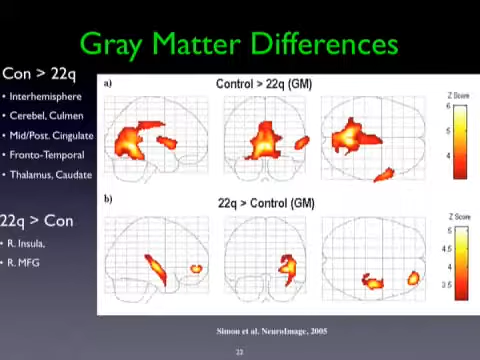 Gray Matter Differences
Con > 22q
• Interhemisphere
• Cerebel, Culmen
• Mid/Post. Cingulate
• Fronto-Temporal
• Thalamus, Caudate
22q > Con
• R. Insula,
• R. MFG
a)
Control > 22q (GM)
Z Score
6
5
4
b)
22q > Control (GM)
Z Score
5
4.5
4
3.5
Simon et al. NeuroImage, 2005
22